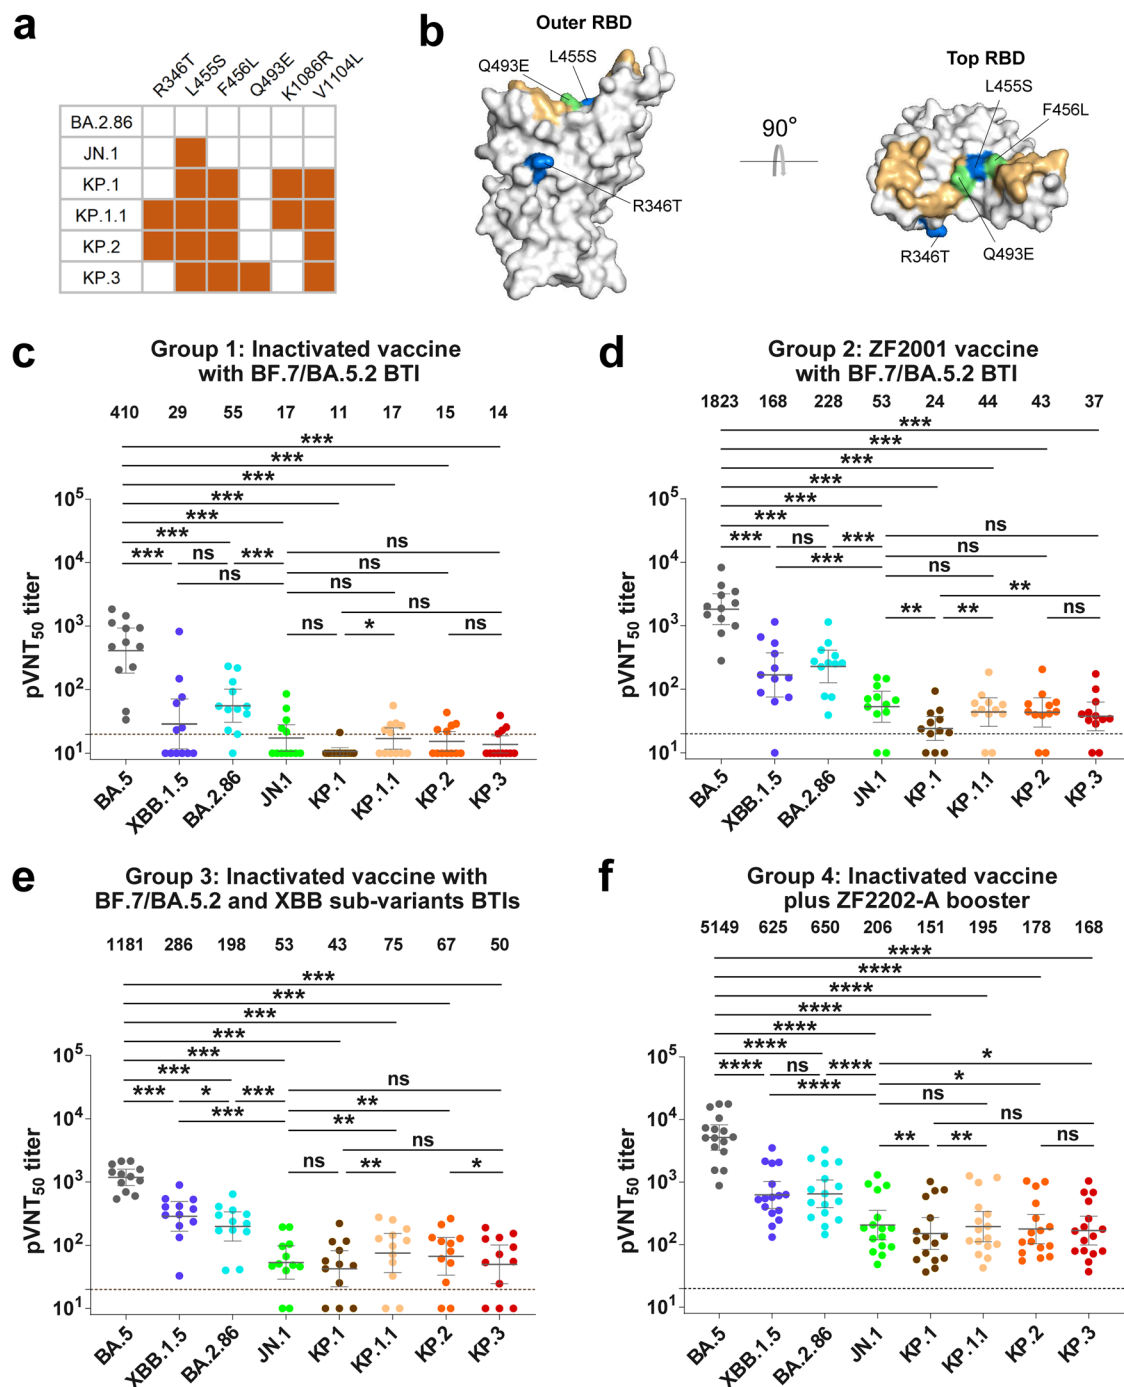 a
R346T L455S F456L Q493E K1086R V1104L
BA.2.86
JN.1
KP.1
KP.1.1
KP.2
KP.3
b
Outer RBD
Q493E
L455S
R346T
90°
Top RBD
L455S
F456L
R346T
Q493E
c
Group 1: Inactivated vaccine
with BF.7/BA.5.2 BTI
410 29 55 17 11 17 15 14
***
***
***
***
***
***
*** ns ***
ns
ns
ns
ns
ns
ns * ns
pVNT50 titer
10^5
10^4
10^3
10^2
10^1
BA.5 XBB.1.5 BA.2.86 JN.1 KP.1 KP.1.1 KP.2 KP.3
d
Group 2: ZF2001 vaccine
with BF.7/BA.5.2 BTI
1823 168 228 53 24 44 43 37
***
***
***
***
***
***
*** ns ***
***
ns
ns
ns
**
** ** ns
pVNT50 titer
10^5
10^4
10^3
10^2
10^1
BA.5 XBB.1.5 BA.2.86 JN.1 KP.1 KP.1.1 KP.2 KP.3
e
Group 3: Inactivated vaccine with
BF.7/BA.5.2 and XBB sub-variants BTIs
1181 286 198 53 43 75 67 50
***
***
***
***
***
***
*** * ***
***
ns
**
**
ns
ns ** *
pVNT50 titer
10^5
10^4
10^3
10^2
10^1
BA.5 XBB.1.5 BA.2.86 JN.1 KP.1 KP.1.1 KP.2 KP.3
f
Group 4: Inactivated vaccine
plus ZF2202-A booster
5149 625 650 206 151 195 178 168
****
****
****
****
****
****
**** ns ****
****
*
*
ns
ns
** ** ns
pVNT50 titer
10^5
10^4
10^3
10^2
10^1
BA.5 XBB.1.5 BA.2.86 JN.1 KP.1 KP.1.1 KP.2 KP.3